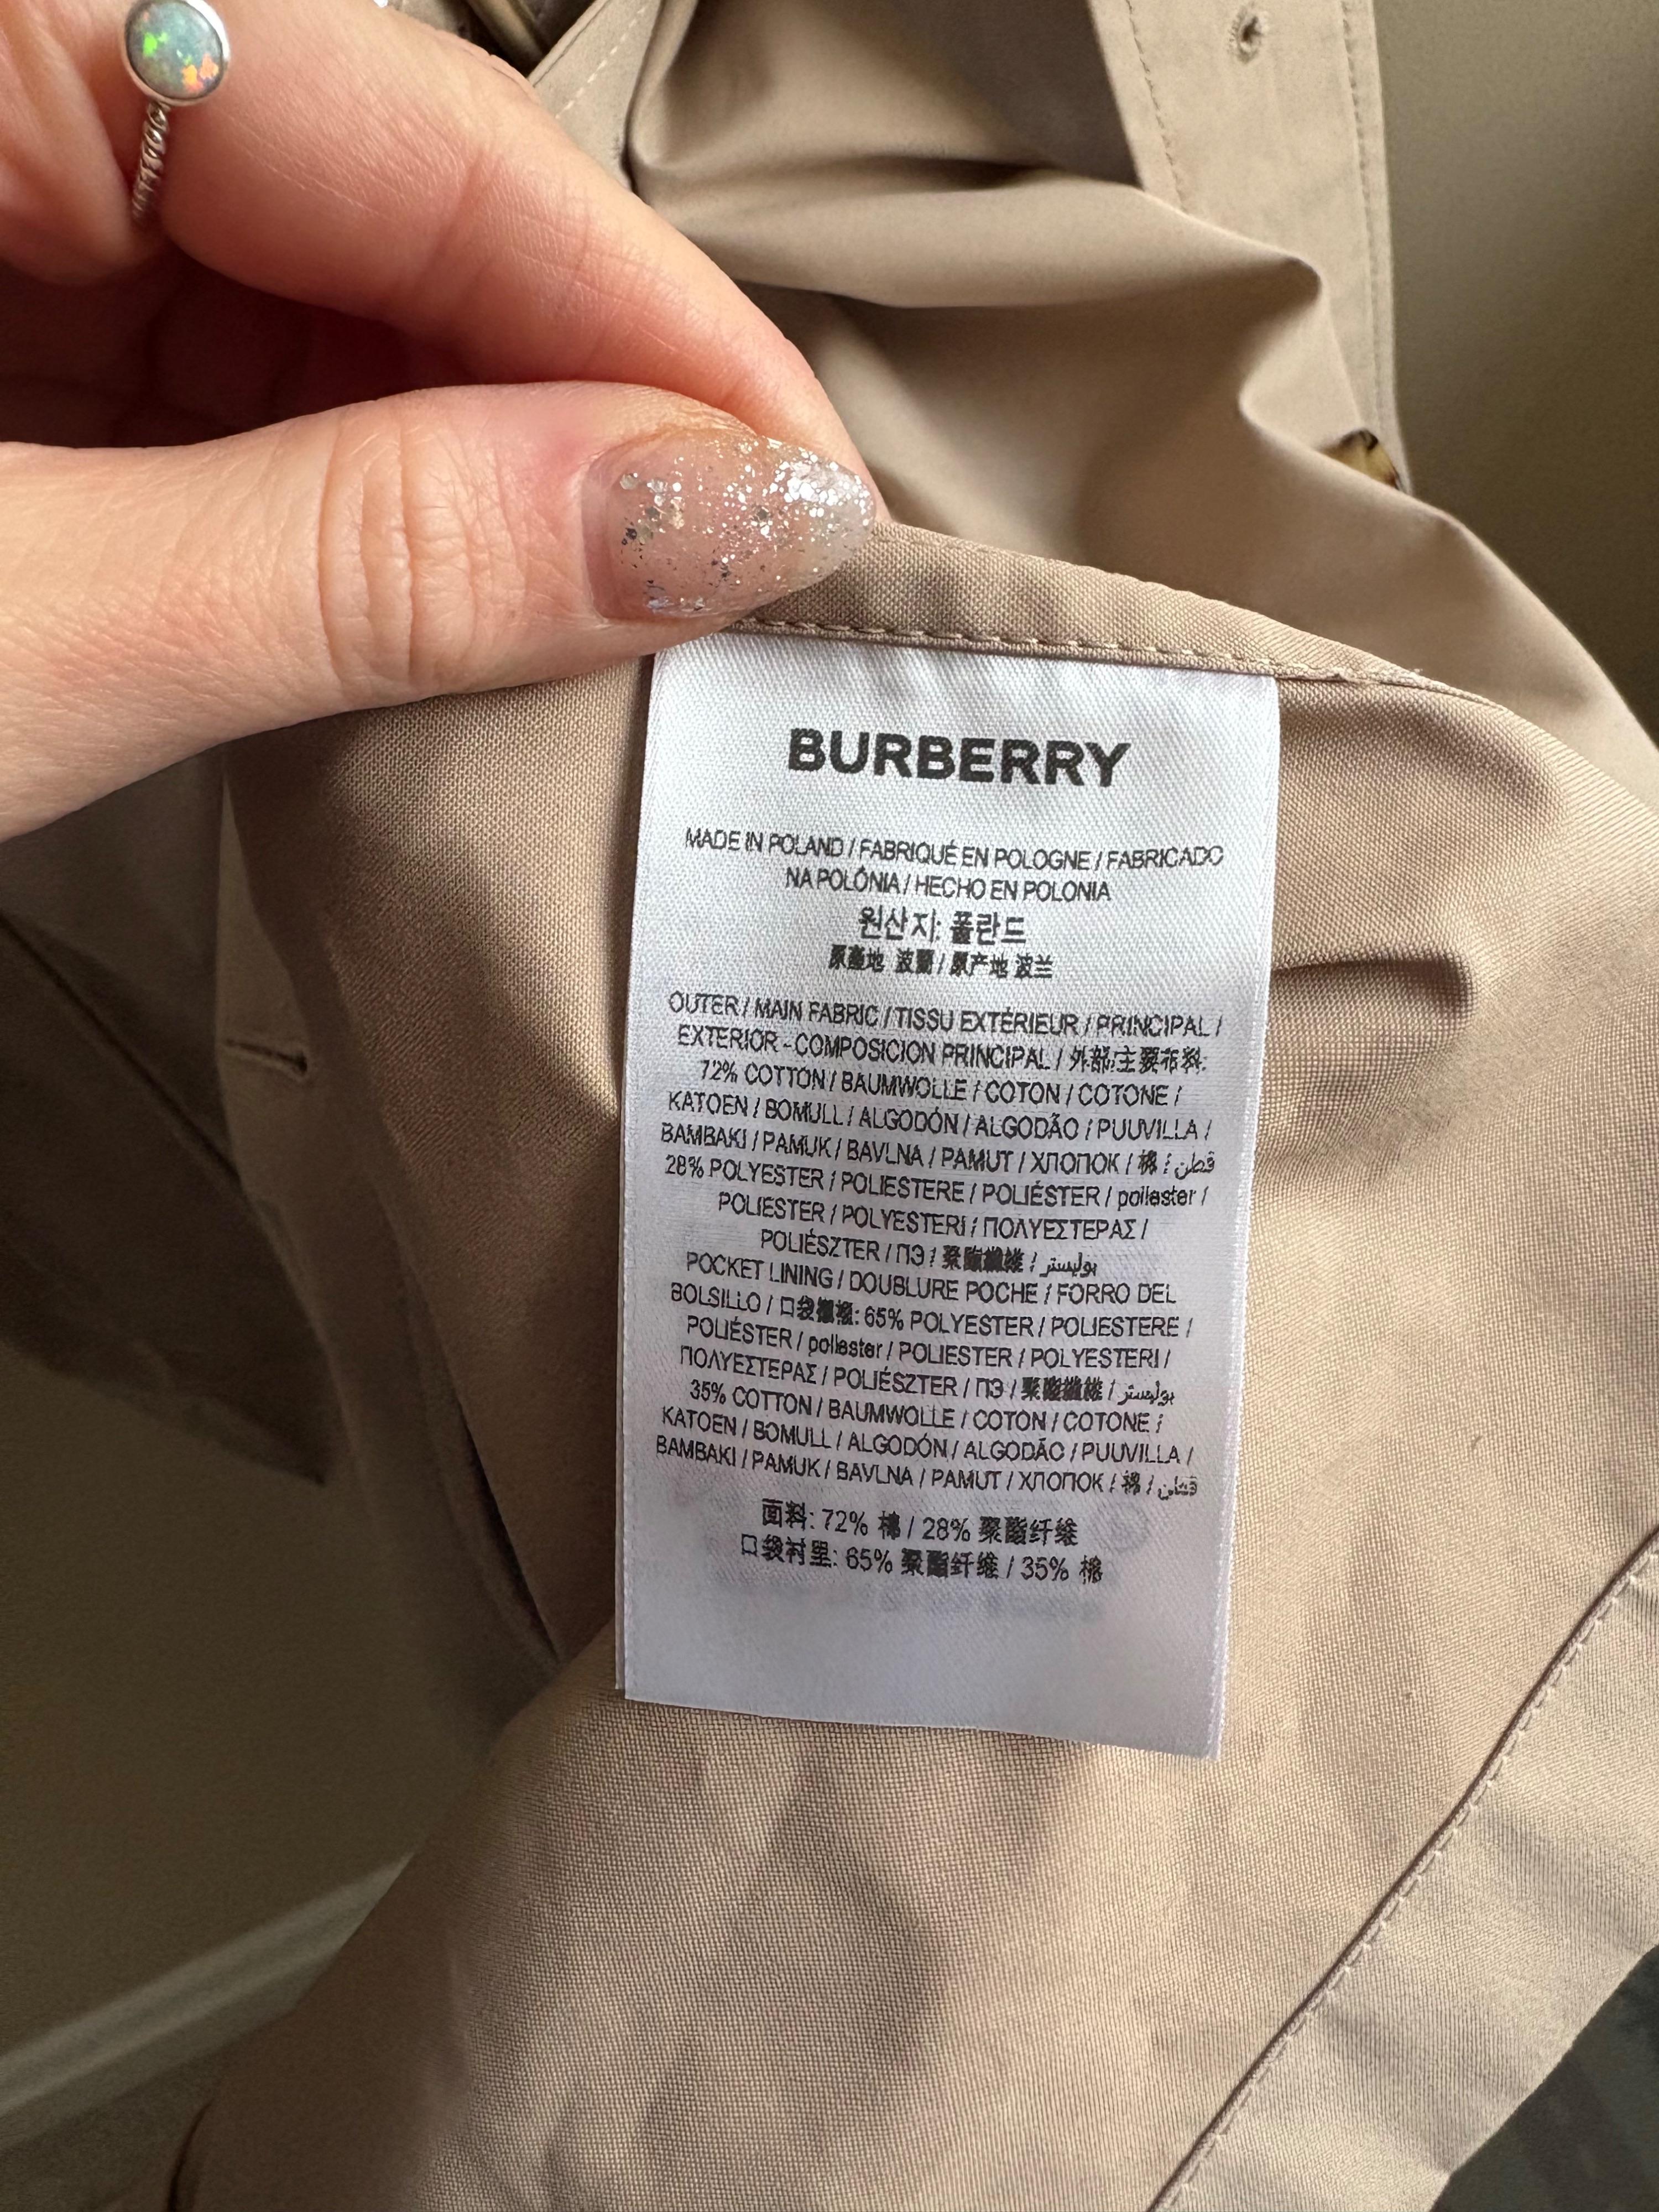 BURBERRY
MADE IN POLAND / FABRIQUÉ EN POLOGNE / FABRICADO
NA POLÓNIA / HECHO EN POLONIA
원산지: 폴란드
原產地 波蘭 / 原产地 波兰
OUTER / MAIN FABRIC / TISSU EXTÉRIEUR / PRINCIPAL /
EXTERIOR - COMPOSICION PRINCIPAL / 外部:主要布料:
72% COTTON / BAUMWOLLE / COTON / COTONE /
KATOEN / BOMULL / ALGODÓN / ALGODÃO / PUUVILLA /
BAMBAKI / PAMUK / BAVLNA / PAMUT / ХЛОПОК / 棉 / قطن
28% POLYESTER / POLIESTERE / POLIÉSTER / poliester /
POLIESTER / POLYESTERI / ΠΟΛΥΕΣΤΕΡΑΣ /
POLIÉSZTER / ПЭ / 聚酯纖維 / بوليستر
POCKET LINING / DOUBLURE POCHE / FORRO DEL
BOLSILLO / 口袋襯裡: 65% POLYESTER / POLIESTERE /
POLIÉSTER / poliester / POLIESTER / POLYESTERI /
ΠΟΛΥΕΣΤΕΡΑΣ / POLIÉSZTER / ПЭ / 聚酯纖維 / بوليستر
35% COTTON / BAUMWOLLE / COTON / COTONE /
KATOEN / BOMULL / ALGODÓN / ALGODÃO / PUUVILLA /
BAMBAKI / PAMUK / BAVLNA / PAMUT / ХЛОПОК / 棉 / قطن
面料: 72% 棉 / 28% 聚酯纤维
口袋衬里: 65% 聚酯纤维 / 35% 棉